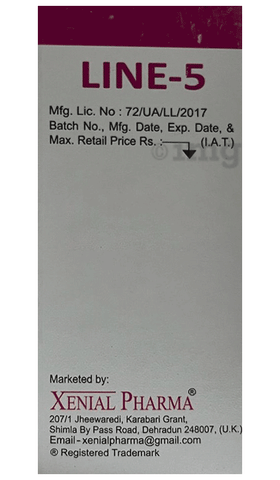 LINE-5
Mfg. Lic. No : 72/UA/LL/2017
Batch No., Mfg. Date, Exp. Date, &
Max. Retail Price Rs. : (I.A.T.)
Marketed by:
XENIAL PHARMA®
207/1 Jheewaredi, Karabari Grant,
Shimla By Pass Road, Dehradun 248007, (U.K)
Email-xenialpharma@gmail.com
® Registered Trademark